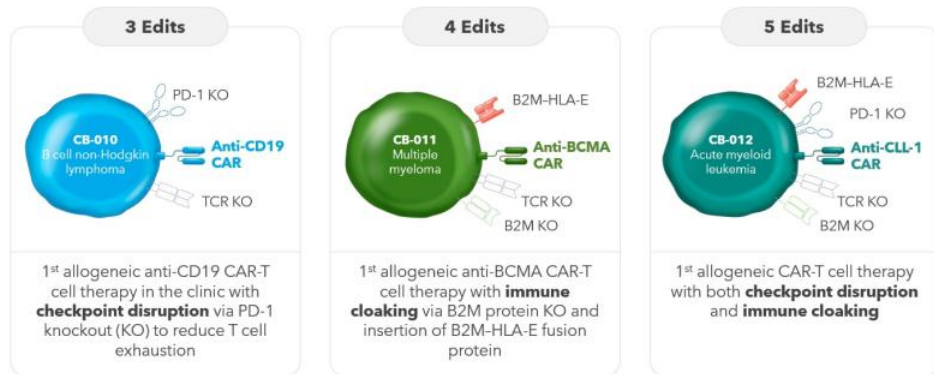 3 Edits
PD-1 KO
CB-010
B cell non-Hodgkin
lymphoma
Anti-CD19
CAR
TCR KO
1st allogeneic anti-CD19 CAR-T
cell therapy in the clinic with
checkpoint disruption via PD-1
knockout (KO) to reduce T cell
exhaustion
4 Edits
B2M–HLA-E
CB-011
Multiple
myeloma
Anti-BCMA
CAR
TCR KO
B2M KO
1st allogeneic anti-BCMA CAR-T
cell therapy with immune
cloaking via B2M protein KO and
insertion of B2M–HLA-E fusion
protein
5 Edits
B2M–HLA-E
PD-1 KO
CB-012
Acute myeloid
leukemia
Anti-CLL-1
CAR
TCR KO
B2M KO
1st allogeneic CAR-T cell therapy
with both checkpoint disruption
and immune cloaking